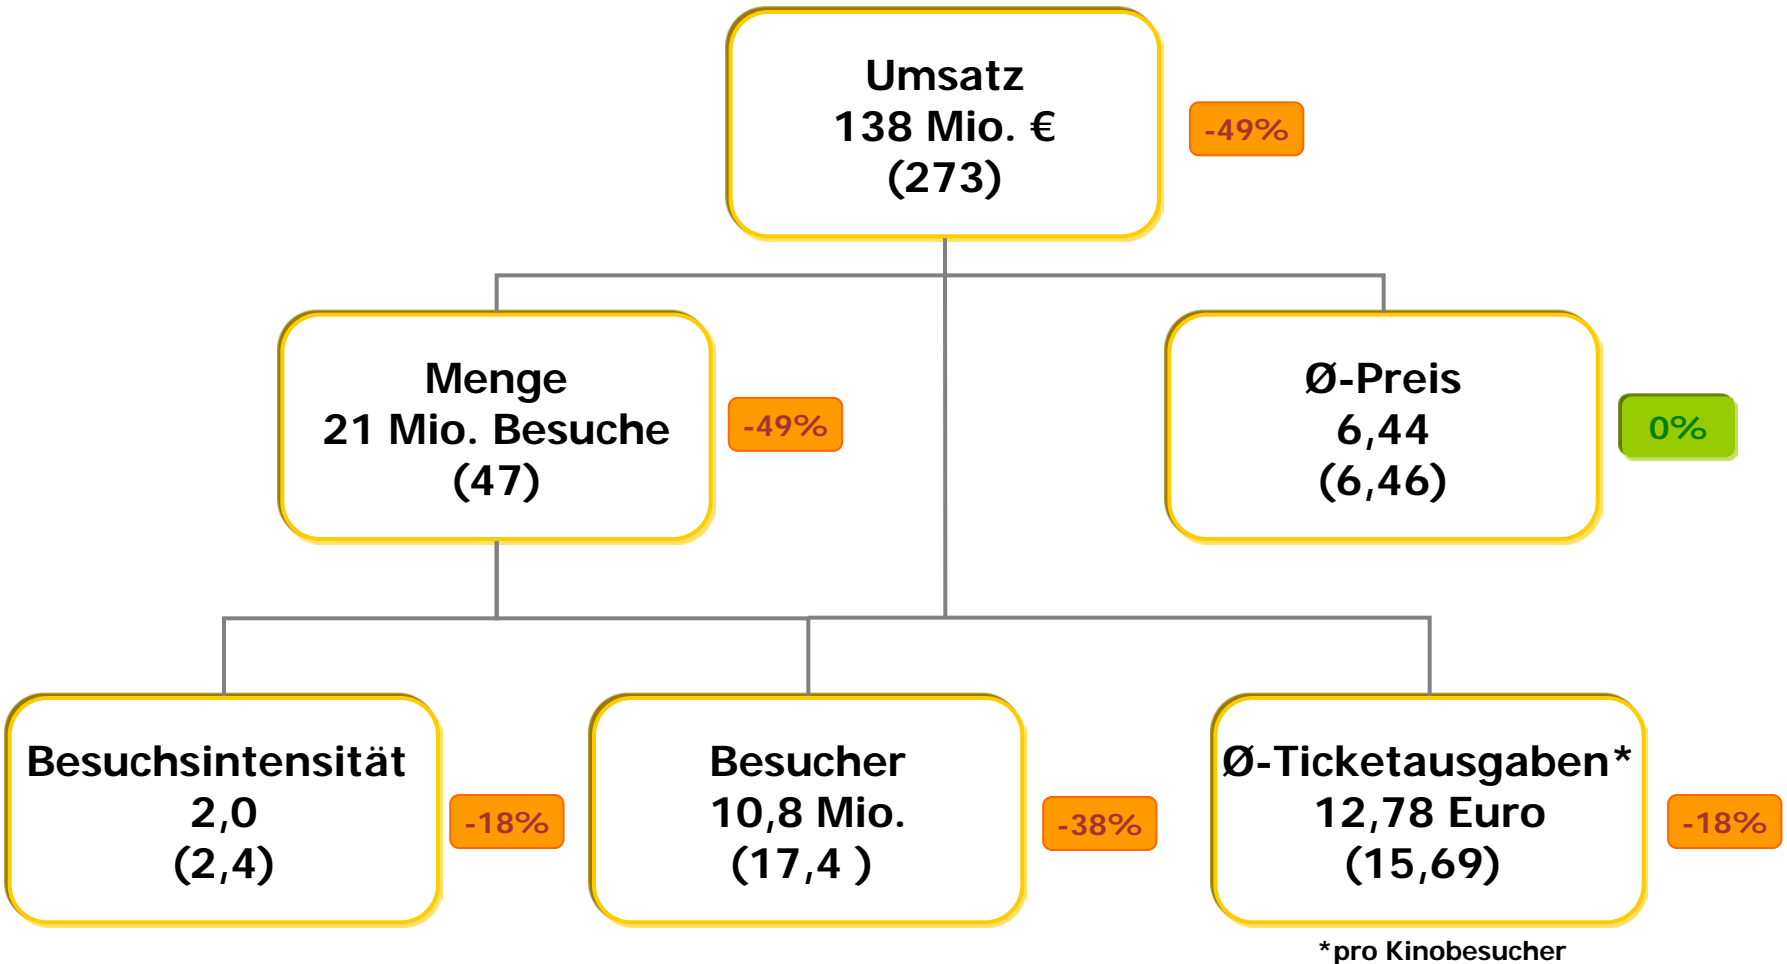 Umsatz
138 Mio. €
(273)
-49%
Menge
21 Mio. Besuche
(47)
-49%
Ø-Preis
6,44
(6,46)
0%
Besuchsintensität
2,0
(2,4)
-18%
Besucher
10,8 Mio.
(17,4 )
-38%
Ø-Ticketausgaben*
12,78 Euro
(15,69)
-18%
*pro Kinobesucher